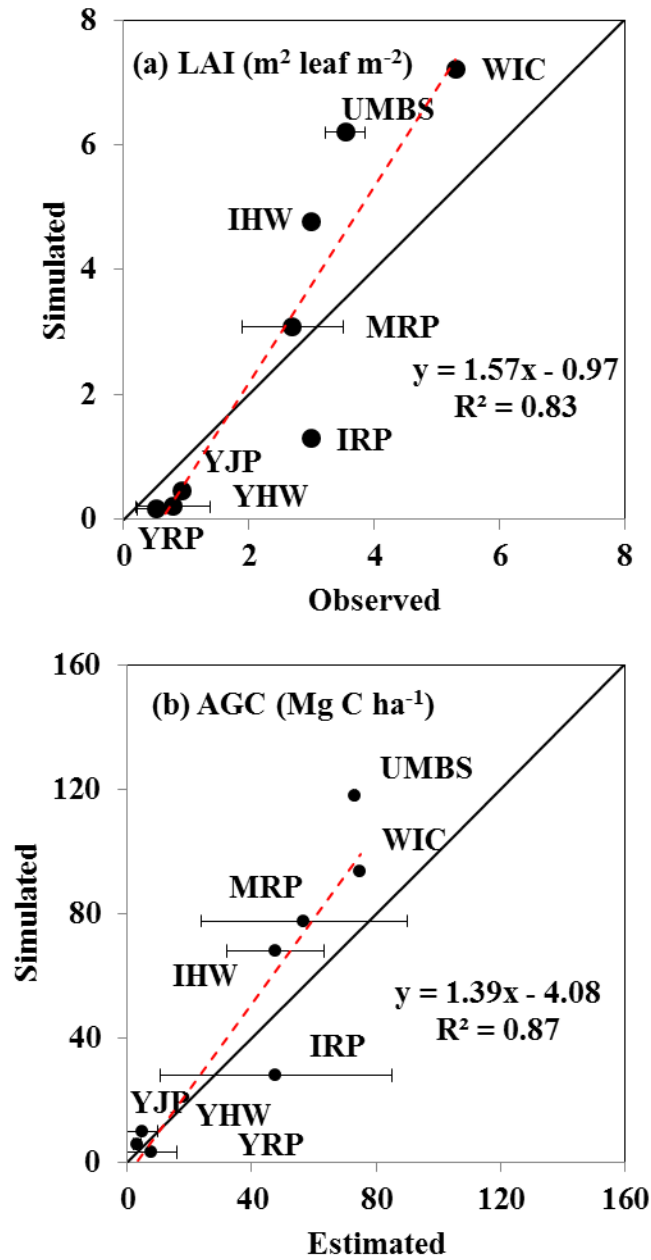 (a) LAI (m² leaf m⁻²)
8
6
4
2
0
Simulated
WIC
UMBS
IHW
MRP
y = 1.57x - 0.97
R² = 0.83
IRP
YJP
YHW
YRP
0 2 4 6 8
Observed
(b) AGC (Mg C ha⁻¹)
160
120
80
40
0
Simulated
UMBS
WIC
MRP
IHW
y = 1.39x - 4.08
R² = 0.87
IRP
YJP
YHW
YRP
0 40 80 120 160
Estimated